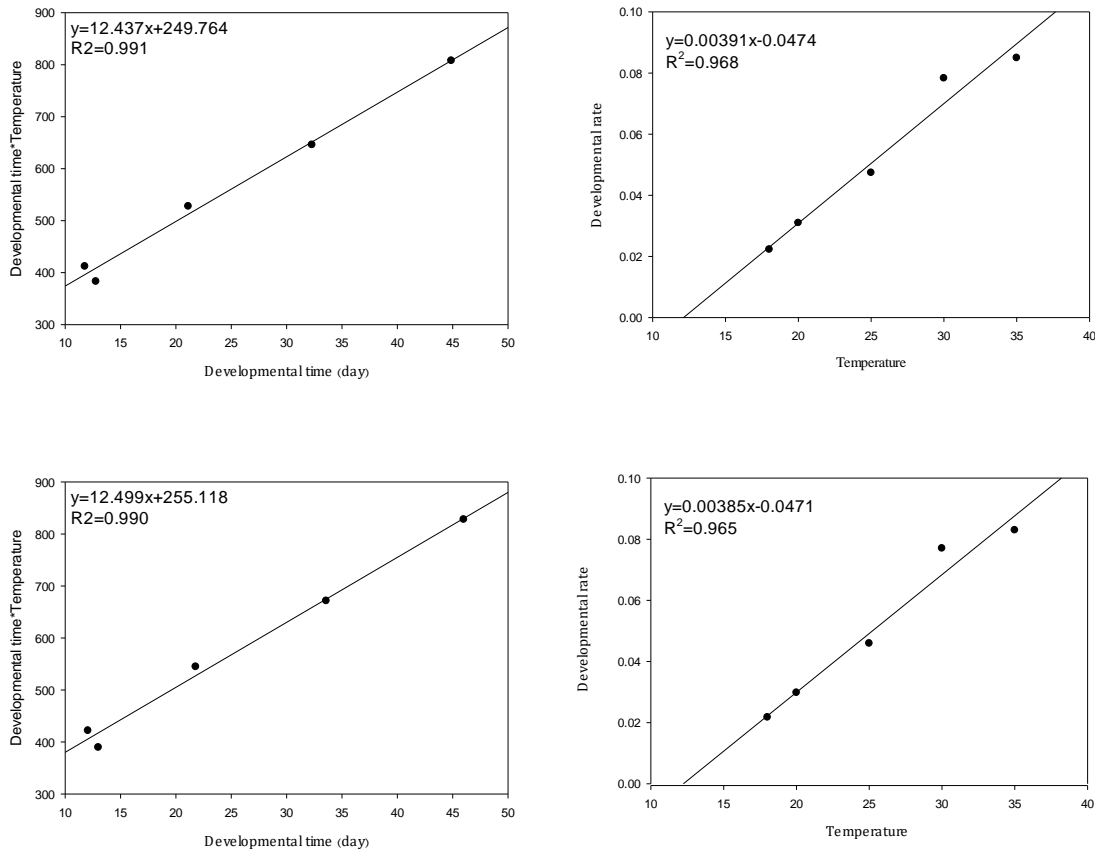 y=12.437x+249.764
R2=0.991
900
800
700
600
500
400
300
Developmental time*Temperature
10 15 20 25 30 35 40 45 50
Developmental time (day)
y=0.00391x-0.0474
R²=0.968
0.10
0.08
0.06
0.04
0.02
0.00
Developmental rate
10 15 20 25 30 35 40
Temperature
y=12.499x+255.118
R2=0.990
900
800
700
600
500
400
300
Developmental time*Temperature
10 15 20 25 30 35 40 45 50
Developmental time (day)
y=0.00385x-0.0471
R²=0.965
0.10
0.08
0.06
0.04
0.02
0.00
Developmental rate
10 15 20 25 30 35 40
Temperature